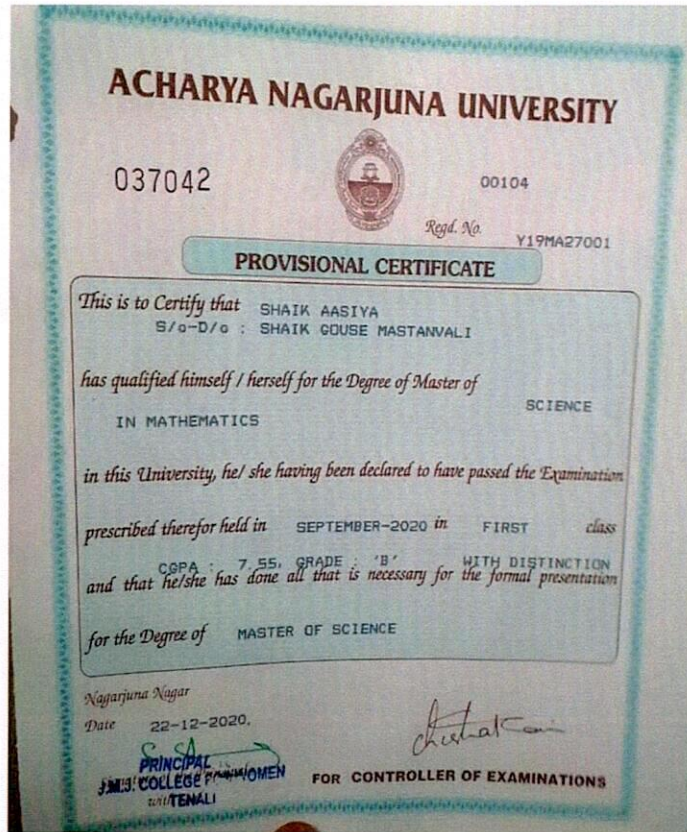 ACHARYA NAGARJUNA UNIVERSITY
037042
00104
Regd. No.
Y19MA27001
PROVISIONAL CERTIFICATE
This is to Certify that SHAIK AASIYA
S/o-D/o : SHAIK GOUSE MASTANVALI
has qualified himself / herself for the Degree of Master of
SCIENCE
IN MATHEMATICS
in this University, he/ she having been declared to have passed the Examination
prescribed therefor held in SEPTEMBER-2020 in FIRST class
CGPA : 7.55, GRADE : 'B' WITH DISTINCTION
and that he/she has done all that is necessary for the formal presentation
for the Degree of MASTER OF SCIENCE
Nagarjuna Nagar
Date 22-12-2020.
PRINCIPAL
J.M.J. COLLEGE WOMEN
with TENALI
FOR CONTROLLER OF EXAMINATIONS